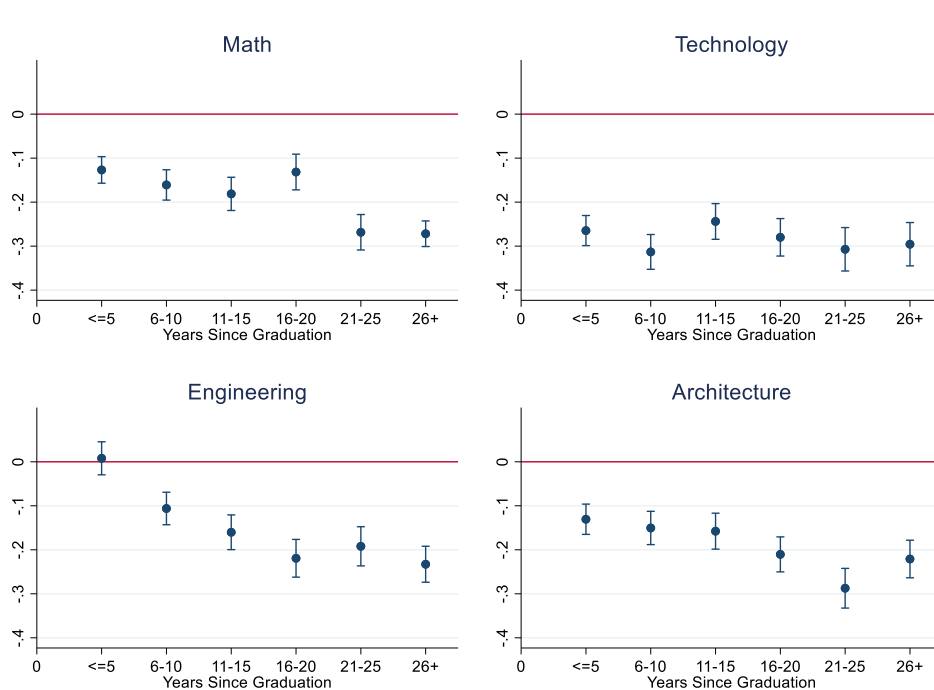 Math
0
-.1
-.2
-.3
-.4
0 <=5 6-10 11-15 16-20 21-25 26+
Years Since Graduation
Technology
0
-.1
-.2
-.3
-.4
0 <=5 6-10 11-15 16-20 21-25 26+
Years Since Graduation
Engineering
0
-.1
-.2
-.3
-.4
0 <=5 6-10 11-15 16-20 21-25 26+
Years Since Graduation
Architecture
0
-.1
-.2
-.3
-.4
0 <=5 6-10 11-15 16-20 21-25 26+
Years Since Graduation